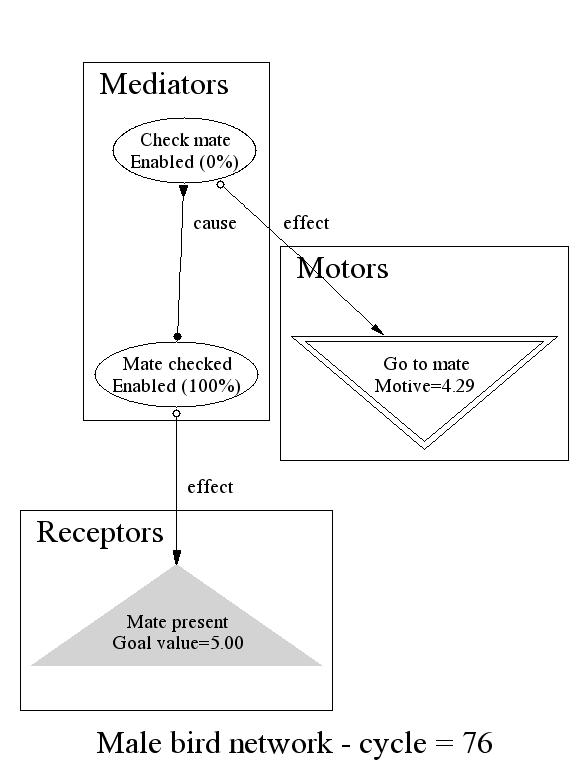 Mediators
Check mate
Enabled (0%)
cause
effect
Motors
Mate checked
Enabled (100%)
Go to mate
Motive=4.29
effect
Receptors
Mate present
Goal value=5.00
Male bird network - cycle = 76